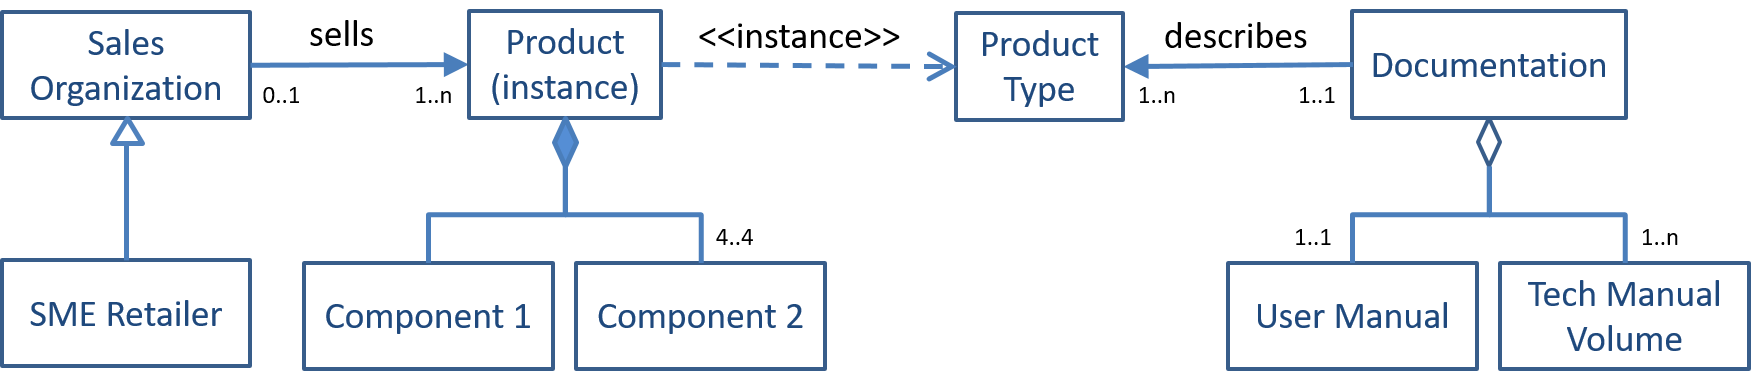 Sales
Organization
sells
0..1
1..n
Product
(instance)
<<instance>>
Product
Type
describes
1..n
1..1
Documentation
SME Retailer
Component 1
4..4
Component 2
1..1
User Manual
1..n
Tech Manual
Volume